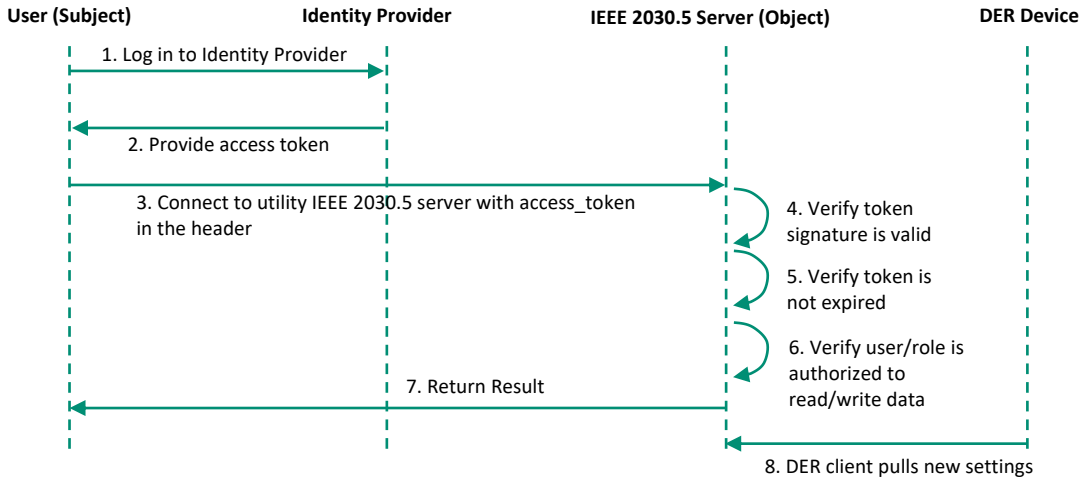 User (Subject)
Identity Provider
IEEE 2030.5 Server (Object)
DER Device
1. Log in to Identity Provider
2. Provide access token
3. Connect to utility IEEE 2030.5 server with access_token
in the header
4. Verify token
signature is valid
5. Verify token is
not expired
6. Verify user/role is
authorized to
read/write data
7. Return Result
8. DER client pulls new settings